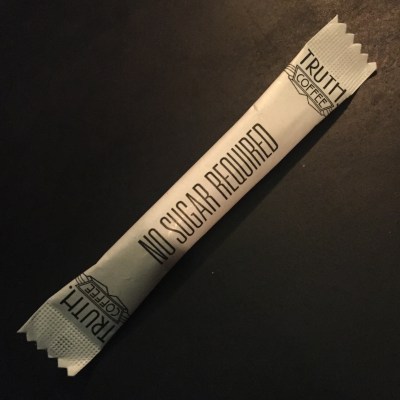 TRUTH.
COFFEE
NO SUGAR REQUIRED
TRUTH.
COFFEE